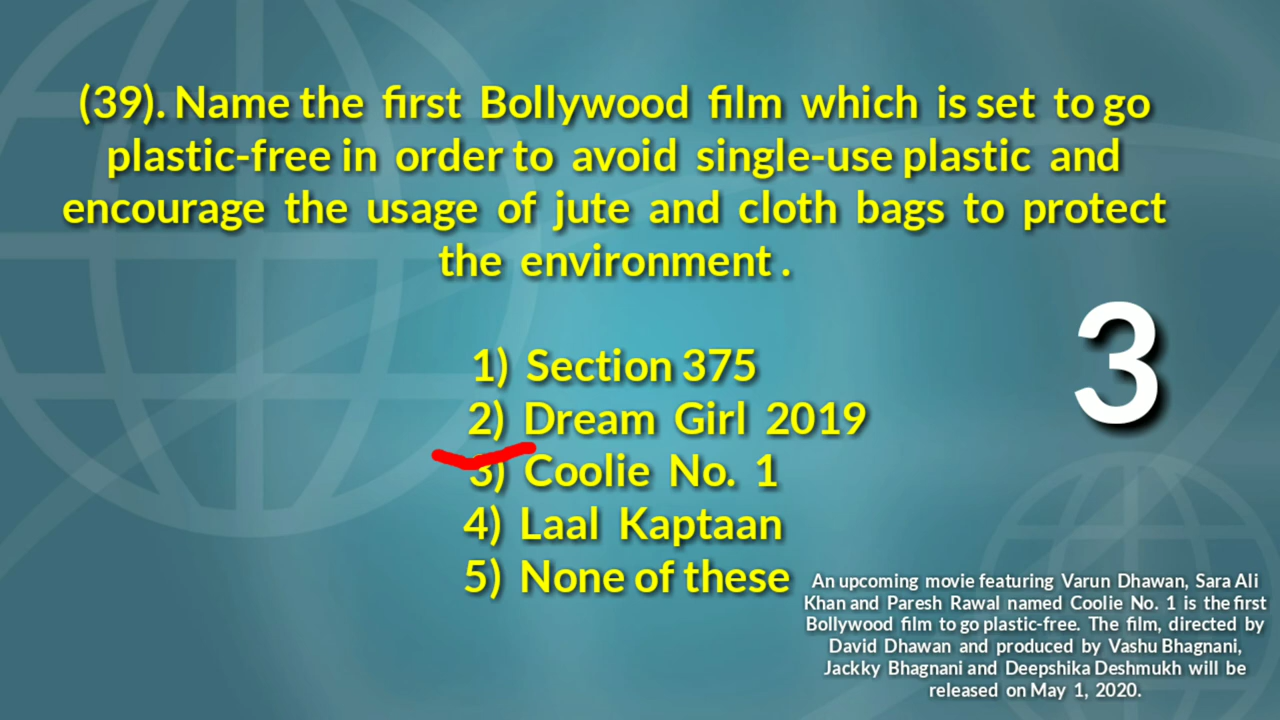 (39). Name the first Bollywood film which is set to go
plastic-free in order to avoid single-use plastic and
encourage the usage of jute and cloth bags to protect
the environment .
1) Section 375
2) Dream Girl 2019
3) Coolie No. 1
4) Laal Kaptaan
5) None of these
3
An upcoming movie featuring Varun Dhawan, Sara Ali
Khan and Paresh Rawal named Coolie No. 1 is the first
Bollywood film to go plastic-free. The film, directed by
David Dhawan and produced by Vashu Bhagnani,
Jackky Bhagnani and Deepshika Deshmukh will be
released on May 1, 2020.